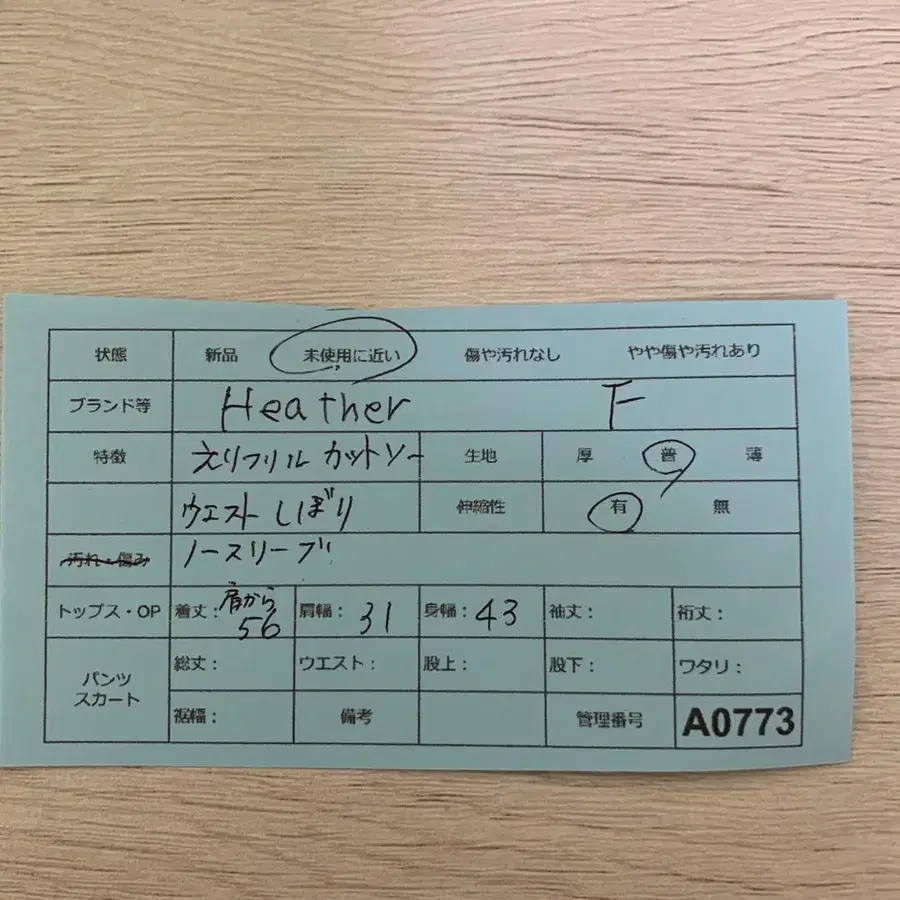 状態 新品 未使用に近い 傷や汚れなし やや傷や汚れあり
ブランド等 Heather F
特徴 えりフリル カットソー 生地 厚 普 薄
ウエスト しぼり 伸縮性 有 無
汚れ・傷み ノースリーブ
トップス・OP 着丈： 肩から 56 肩幅： 31 身幅： 43 袖丈： 裄丈：
パンツ スカート 総丈： ウエスト： 股上： 股下： ワタリ：
裾幅： 備考 管理番号 A0773